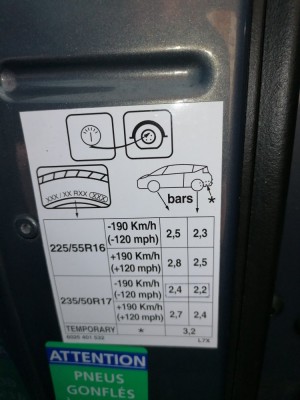 XXX / XX RXX XXX
bars
*
225/55R16
-190 Km/h (-120 mph) 2,5 2,3
+190 Km/h (+120 mph) 2,8 2,5
235/50R17
-190 Km/h (-120 mph) 2,4 2,2
+190 Km/h (+120 mph) 2,7 2,4
TEMPORARY * 3,2
ATTENTION
PNEUS
GONFLÉS